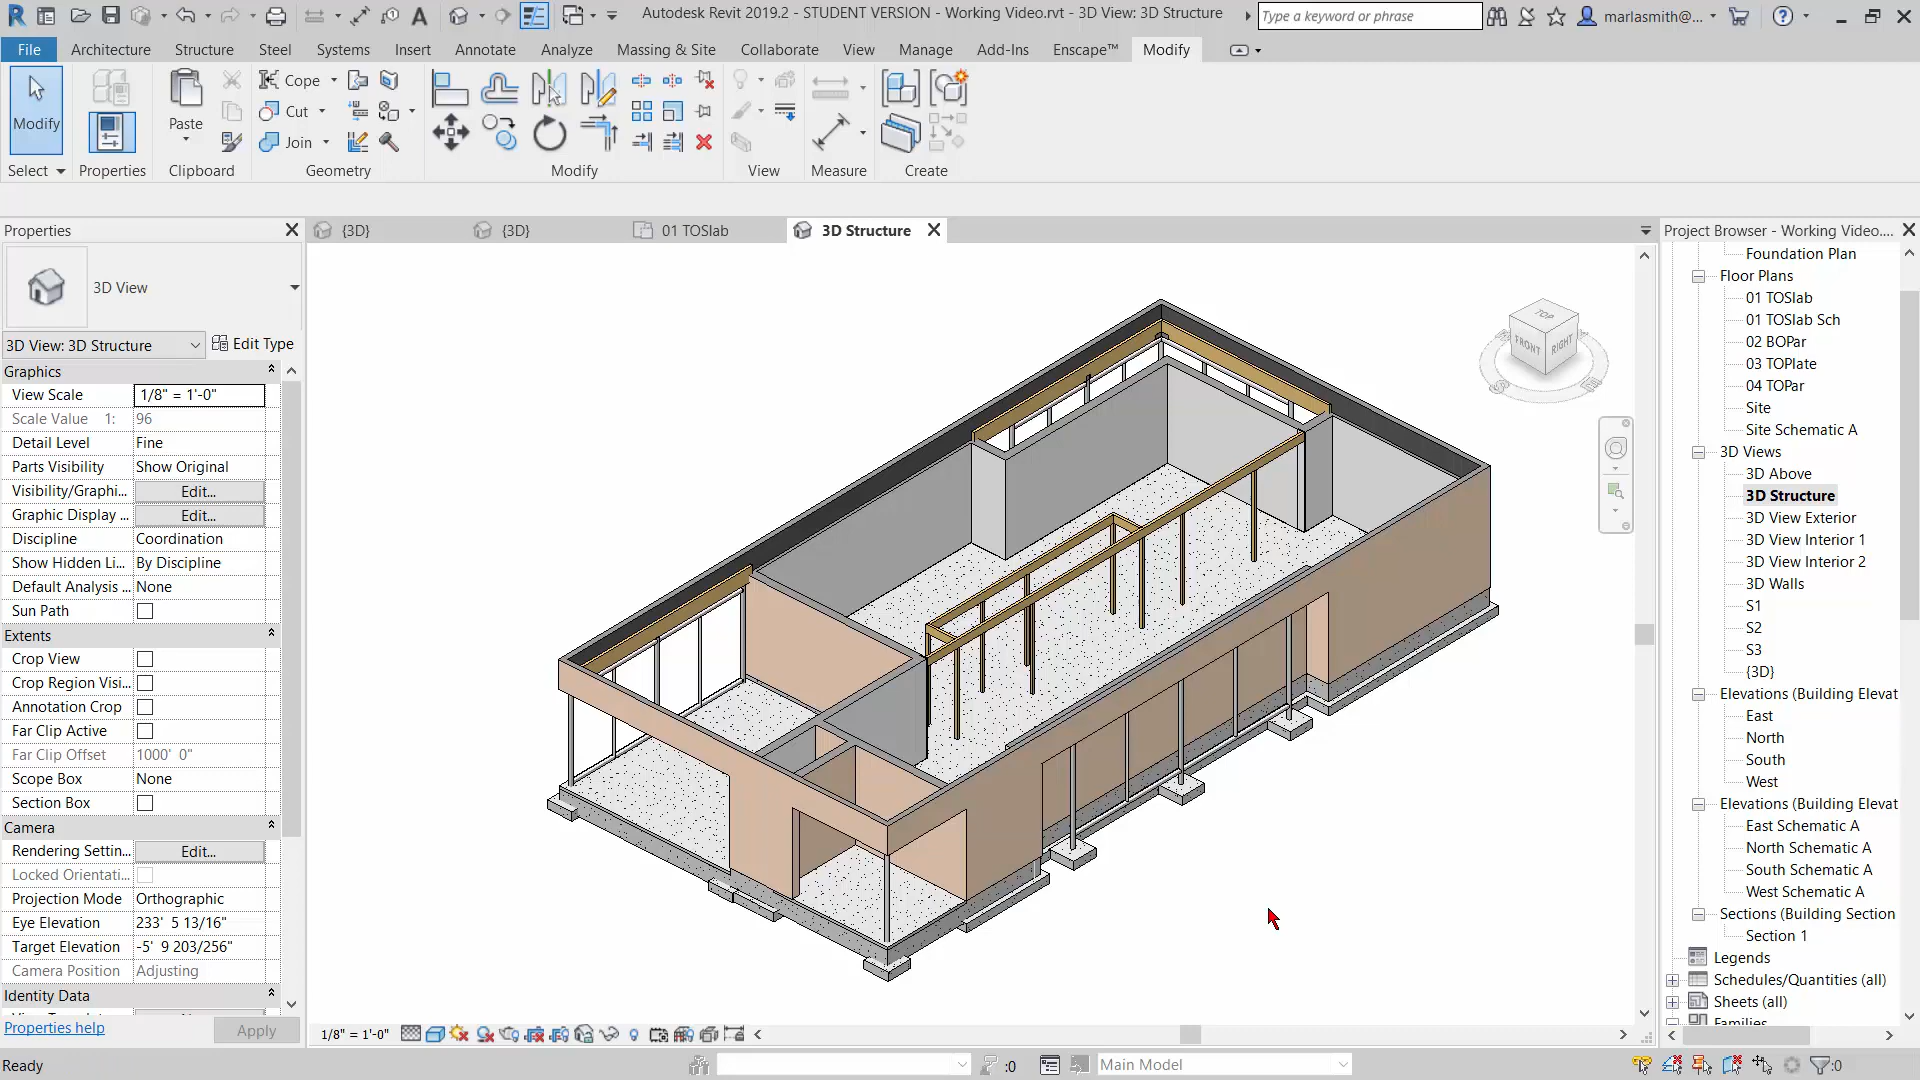 Autodesk Revit 2019.2 - STUDENT VERSION - Working Video.rvt - 3D View: 3D Structure
Type a keyword or phrase
marlasmith@...
File Architecture Structure Steel Systems Insert Annotate Analyze Massing & Site Collaborate View Manage Add-Ins Enscape™ Modify
Modify
Paste
Cope
Cut
Join
Select Properties Clipboard Geometry Modify View Measure Create
Properties
{3D} {3D} 01 TOSlab 3D Structure
3D View
3D View: 3D Structure Edit Type
Graphics
View Scale 1/8" = 1'-0"
Scale Value 1: 96
Detail Level Fine
Parts Visibility Show Original
Visibility/Graphi... Edit...
Graphic Display ... Edit...
Discipline Coordination
Show Hidden Li... By Discipline
Default Analysis ... None
Sun Path
Extents
Crop View
Crop Region Visi...
Annotation Crop
Far Clip Active
Far Clip Offset 1000' 0"
Scope Box None
Section Box
Camera
Rendering Settin... Edit...
Locked Orientati...
Projection Mode Orthographic
Eye Elevation 233' 5 13/16"
Target Elevation -5' 9 203/256"
Camera Position Adjusting
Identity Data
Properties help Apply
TOP
FRONT RIGHT
Project Browser - Working Video....
Foundation Plan
Floor Plans
01 TOSlab
01 TOSlab Sch
02 BOPar
03 TOPlate
04 TOPar
Site
Site Schematic A
3D Views
3D Above
3D Structure
3D View Exterior
3D View Interior 1
3D View Interior 2
3D Walls
S1
S2
S3
{3D}
Elevations (Building Elevat
East
North
South
West
Elevations (Building Elevat
East Schematic A
North Schematic A
South Schematic A
West Schematic A
Sections (Building Section
Section 1
Legends
Schedules/Quantities (all)
Sheets (all)
Families
1/8" = 1'-0"
Ready :0 Main Model :0